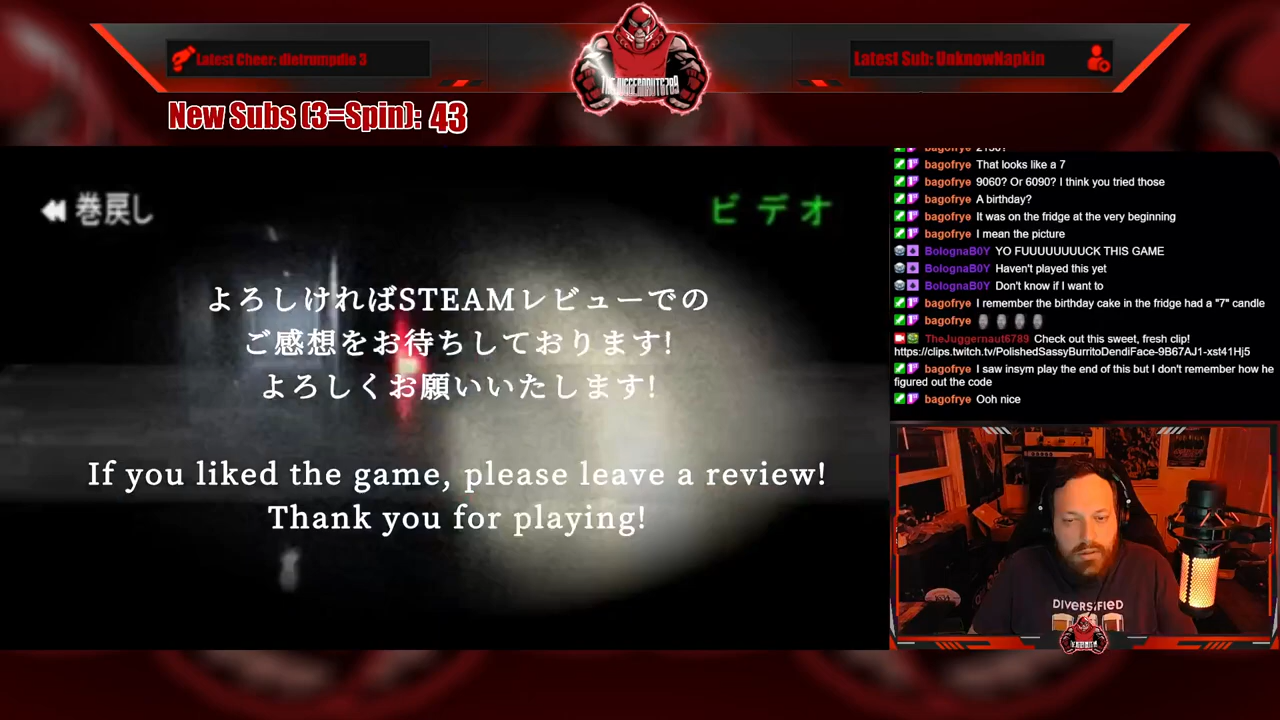 Latest Cheer: dietrumpdie 3
THEJUGGERNAUT6789
Latest Sub: UnknowNapkin
New Subs (3=Spin): 43
巻戻し
ビデオ
よろしければSTEAMレビューでの
ご感想をお待ちしております!
よろしくお願いいたします!
If you liked the game, please leave a review!
Thank you for playing!
bagofrye That looks like a 7
bagofrye 9060? Or 6090? I think you tried those
bagofrye A birthday?
bagofrye It was on the fridge at the very beginning
bagofrye I mean the picture
BolognaB0Y YO FUUUUUUUUCK THIS GAME
BolognaB0Y Haven't played this yet
BolognaB0Y Don't know if I want to
bagofrye I remember the birthday cake in the fridge had a "7" candle
bagofrye
TheJuggernaut6789 Check out this sweet, fresh clip!
https://clips.twitch.tv/PolishedSassyBurritoDendiFace-9B67AJ1-xst41Hj5
bagofrye I saw insym play the end of this but I don't remember how he
figured out the code
bagofrye Ooh nice
DIVERSIFIED